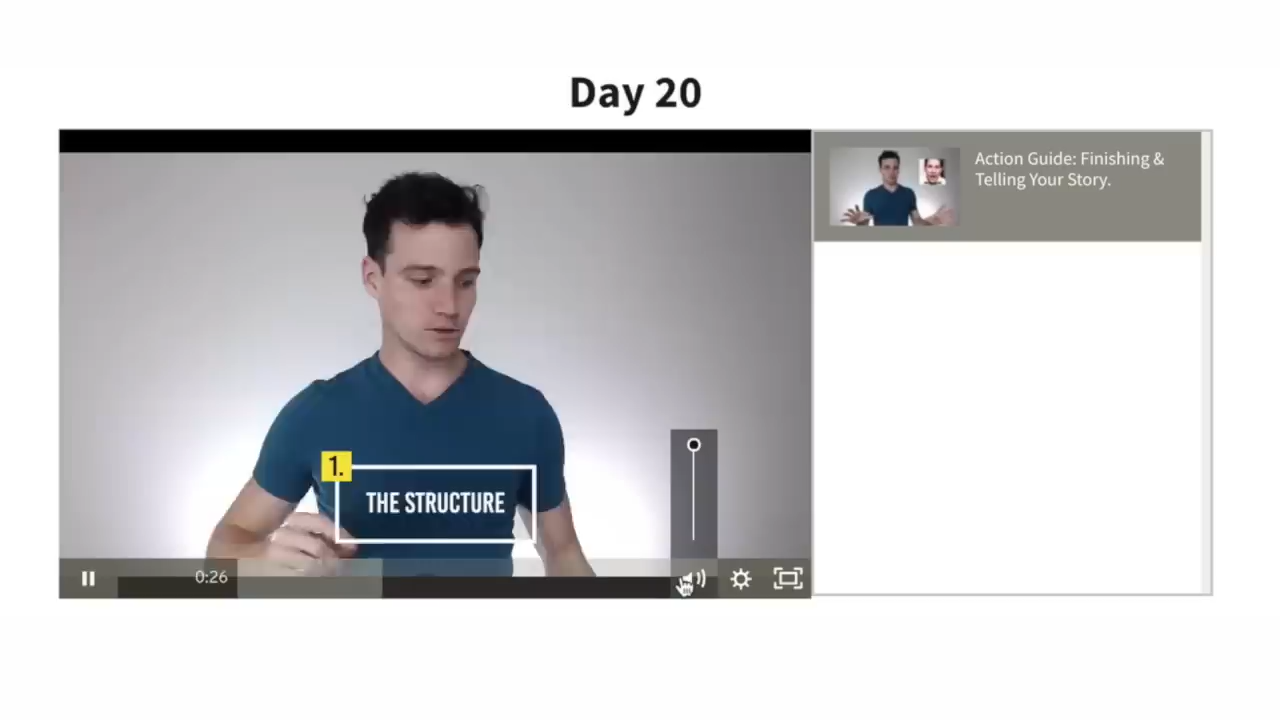 Day 20
Action Guide: Finishing &
Telling Your Story.
1.
THE STRUCTURE
0:26